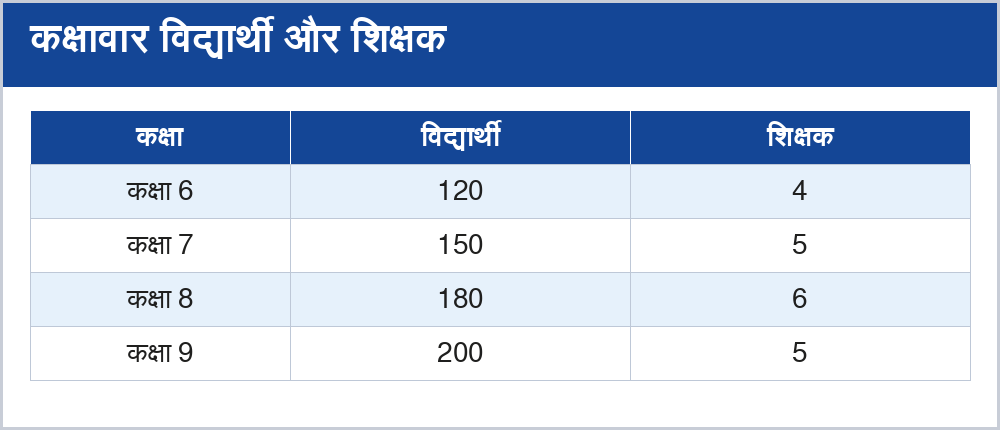 कक्षावार विद्यार्थी और शिक्षक
कक्षा विद्यार्थी शिक्षक
कक्षा 6 120 4
कक्षा 7 150 5
कक्षा 8 180 6
कक्षा 9 200 5